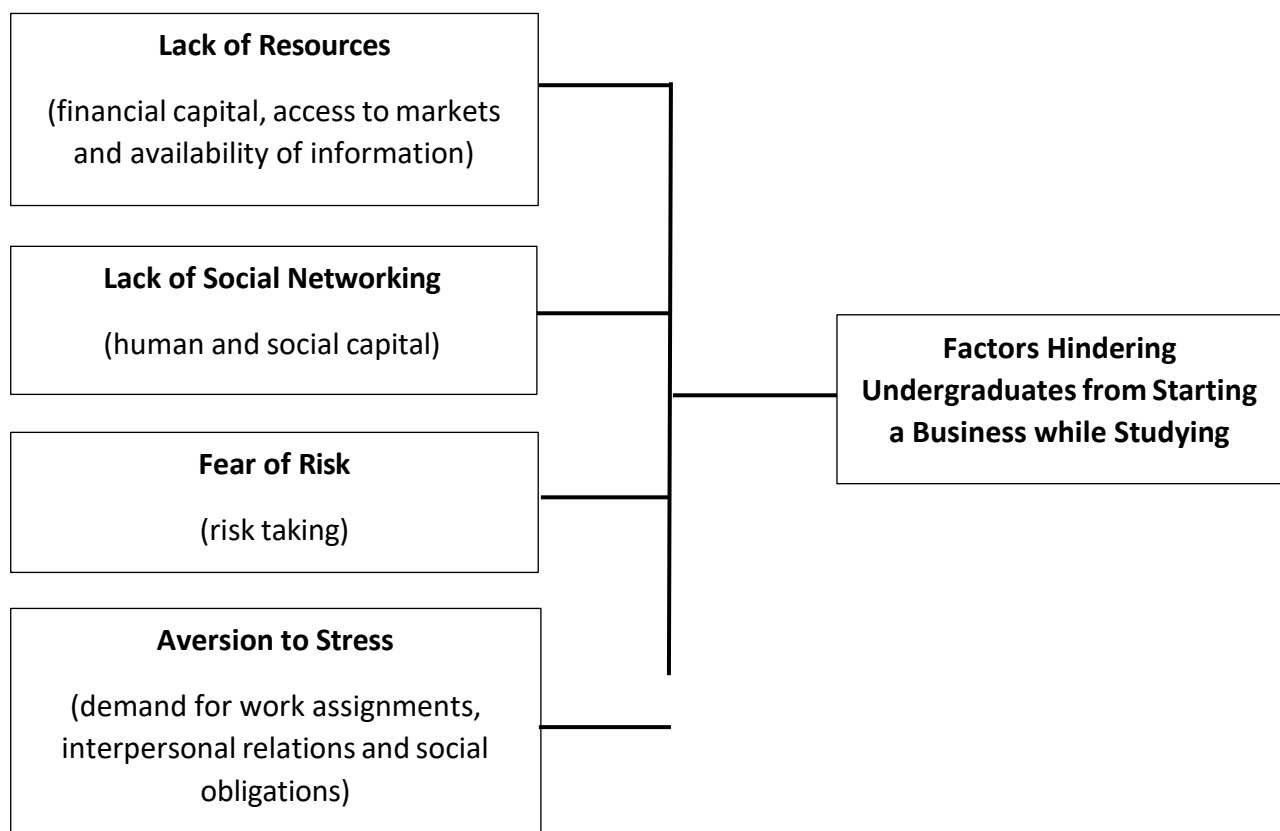 Lack of Resources
(financial capital, access to markets
and availability of information)
Lack of Social Networking
(human and social capital)
Fear of Risk
(risk taking)
Aversion to Stress
(demand for work assignments,
interpersonal relations and social
obligations)
Factors Hindering
Undergraduates from Starting
a Business while Studying